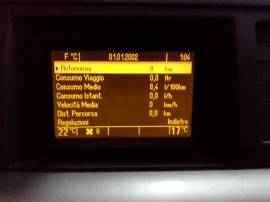 F °C 01.01.2002 1:04
Autonomia 0 km
Consumo Viaggio 0,0 ltr
Consumo Medio 8,4 l/100km
Consumo Istant. 0,0 l/h
Velocità Media 0 km/h
Dist. Percorsa 0,0 km
Regolazioni Indietro
22°C 0 17°C